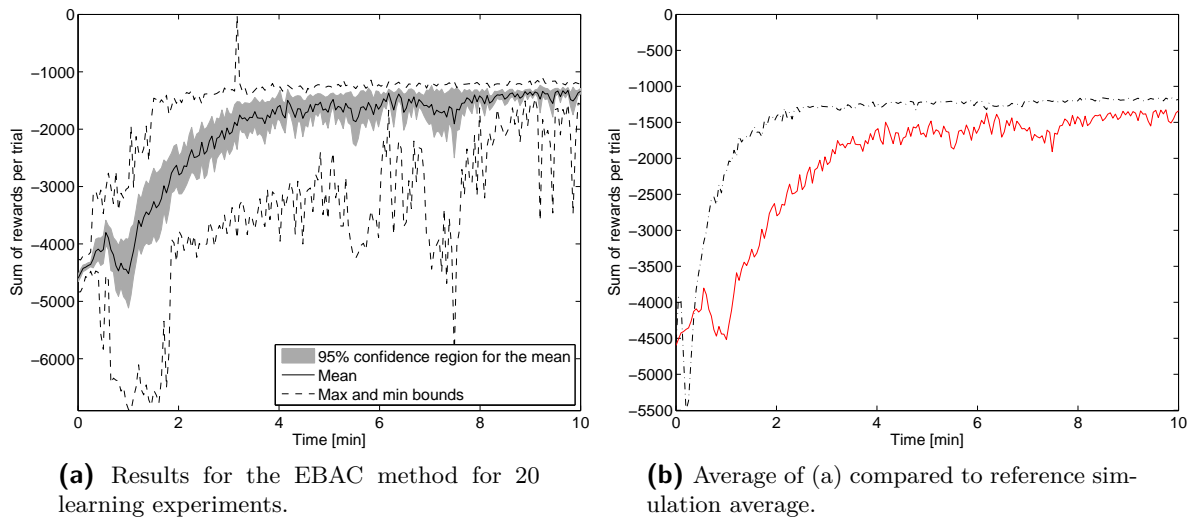 0
−1000
−2000
−3000
−4000
−5000
−6000
Sum of rewards per trial
0 2 4 6 8 10
Time [min]
95% confidence region for the mean
Mean
Max and min bounds
(a) Results for the EBAC method for 20
learning experiments.
0
−500
−1000
−1500
−2000
−2500
−3000
−3500
−4000
−4500
−5000
−5500
Sum of rewards per trial
0 2 4 6 8 10
Time [min]
(b) Average of (a) compared to reference sim-
ulation average.